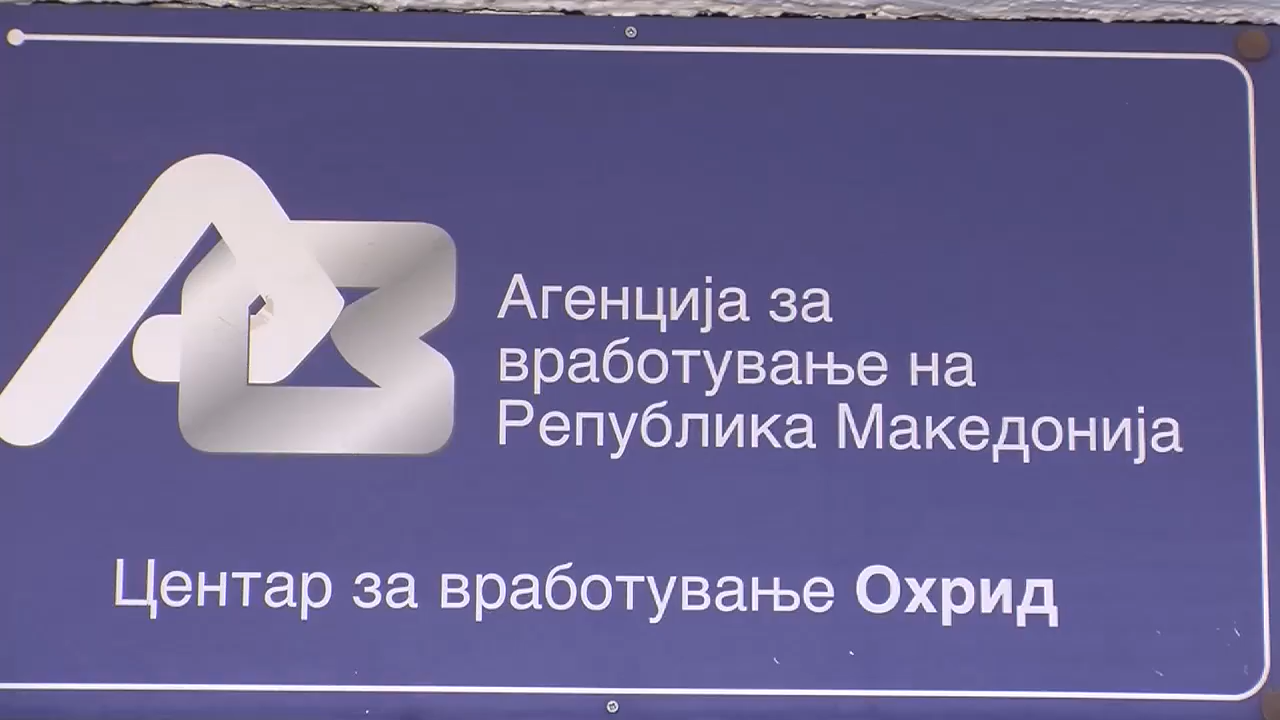 Агенција за
вработување на
Република Македонија
Центар за вработување Охрид